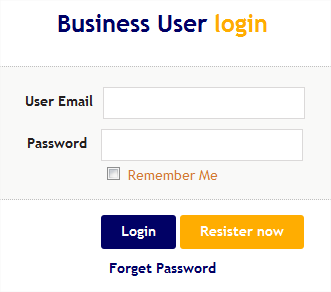 Business User login
User Email
Password
Remember Me
Login Resister now
Forget Password